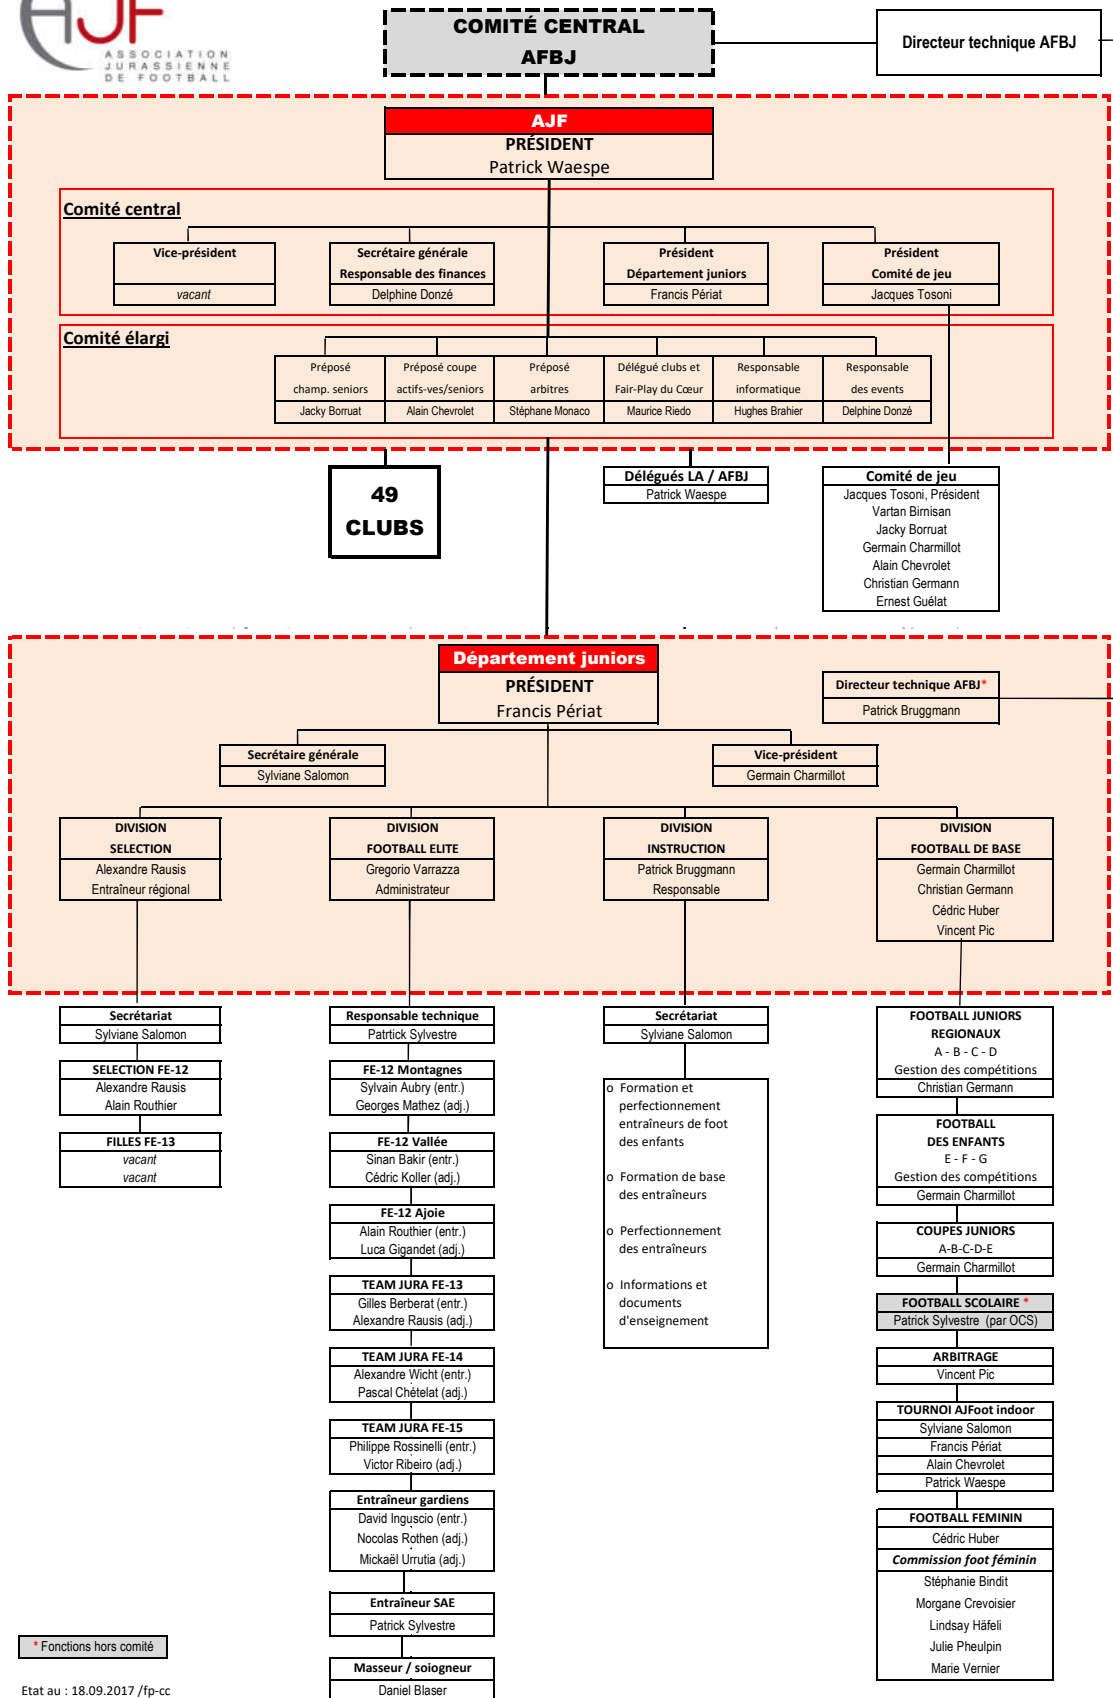 AJF
ASSOCIATION
JURASSIENNE
DE FOOTBALL
COMITÉ CENTRAL
AFBJ
Directeur technique AFBJ
AJF
PRÉSIDENT
Patrick Waespe
Comité central
Vice-président
vacant
Secrétaire générale
Responsable des finances
Delphine Donzé
Président
Département juniors
Francis Périat
Président
Comité de jeu
Jacques Tosoni
Comité élargi
Préposé
champ. seniors
Jacky Borruat
Préposé coupe
actifs-ves/seniors
Alain Chevrolet
Préposé
arbitres
Stéphane Monaco
Délégué clubs et
Fair-Play du Cœur
Maurice Riedo
Responsable
informatique
Hughes Brahier
Responsable
des events
Delphine Donzé
49
CLUBS
Délégués LA / AFBJ
Patrick Waespe
Comité de jeu
Jacques Tosoni, Président
Vartan Birnisan
Jacky Borruat
Germain Charmillot
Alain Chevrolet
Christian Germann
Ernest Guélat
Département juniors
PRÉSIDENT
Francis Périat
Directeur technique AFBJ*
Patrick Bruggmann
Secrétaire générale
Sylviane Salomon
Vice-président
Germain Charmillot
DIVISION
SELECTION
Alexandre Rausis
Entraîneur régional
DIVISION
FOOTBALL ELITE
Gregorio Varrazza
Administrateur
DIVISION
INSTRUCTION
Patrick Bruggmann
Responsable
DIVISION
FOOTBALL DE BASE
Germain Charmillot
Christian Germann
Cédric Huber
Vincent Pic
Secrétariat
Sylviane Salomon
SELECTION FE-12
Alexandre Rausis
Alain Routhier
FILLES FE-13
vacant
vacant
Responsable technique
Patrtick Sylvestre
FE-12 Montagnes
Sylvain Aubry (entr.)
Georges Mathez (adj.)
FE-12 Vallée
Sinan Bakir (entr.)
Cédric Koller (adj.)
FE-12 Ajoie
Alain Routhier (entr.)
Luca Gigandet (adj.)
TEAM JURA FE-13
Gilles Berberat (entr.)
Alexandre Rausis (adj.)
TEAM JURA FE-14
Alexandre Wicht (entr.)
Pascal Chételat (adj.)
TEAM JURA FE-15
Philippe Rossinelli (entr.)
Victor Ribeiro (adj.)
Entraîneur gardiens
David Inguscio (entr.)
Nocolas Rothen (adj.)
Mickaël Urrutia (adj.)
Entraîneur SAE
Patrick Sylvestre
Masseur / soiogneur
Daniel Blaser
Secrétariat
Sylviane Salomon
o Formation et
perfectionnement
entraîneurs de foot
des enfants
o Formation de base
des entraîneurs
o Perfectionnement
des entraîneurs
o Informations et
documents
d'enseignement
FOOTBALL JUNIORS
REGIONAUX
A - B - C - D
Gestion des compétitions
Christian Germann
FOOTBALL
DES ENFANTS
E - F - G
Gestion des compétitions
Germain Charmillot
COUPES JUNIORS
A-B-C-D-E
Germain Charmillot
FOOTBALL SCOLAIRE *
Patrick Sylvestre (par OCS)
ARBITRAGE
Vincent Pic
TOURNOI AJFoot indoor
Sylviane Salomon
Francis Périat
Alain Chevrolet
Patrick Waespe
FOOTBALL FEMININ
Cédric Huber
Commission foot féminin
Stéphanie Bindit
Morgane Crevoisier
Lindsay Häfeli
Julie Pheulpin
Marie Vernier
* Fonctions hors comité
Etat au : 18.09.2017 /fp-cc